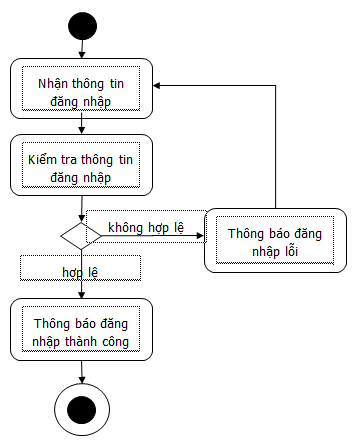 Nhận thông tin
đăng nhập
Kiểm tra thông tin
đăng nhập
không hợp lệ
Thông báo đăng
nhập lỗi
hợp lệ
Thông báo đăng
nhập thành công